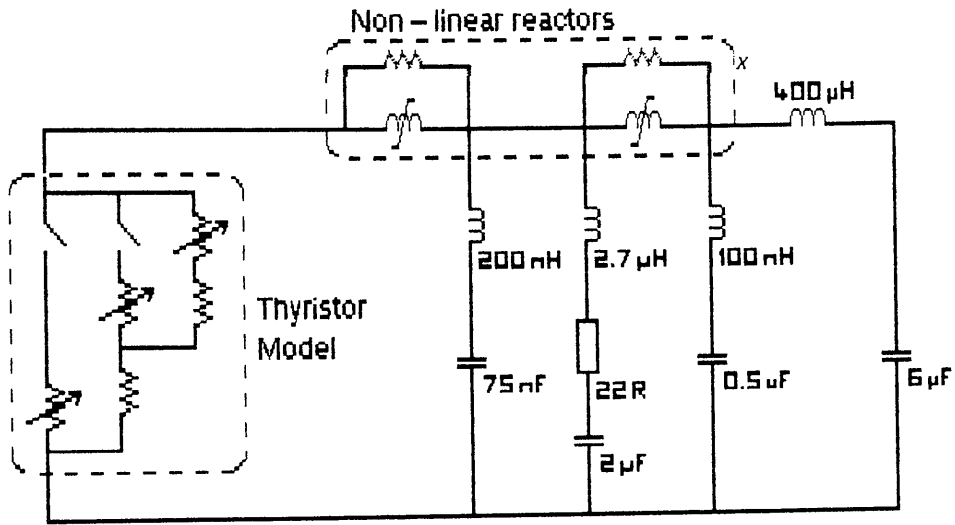 Non – linear reactors
x
400 µH
200 nH
2.7 µH
100 nH
Thyristor
Model
75 nF
22R
0.5 uF
6 µF
2 µF